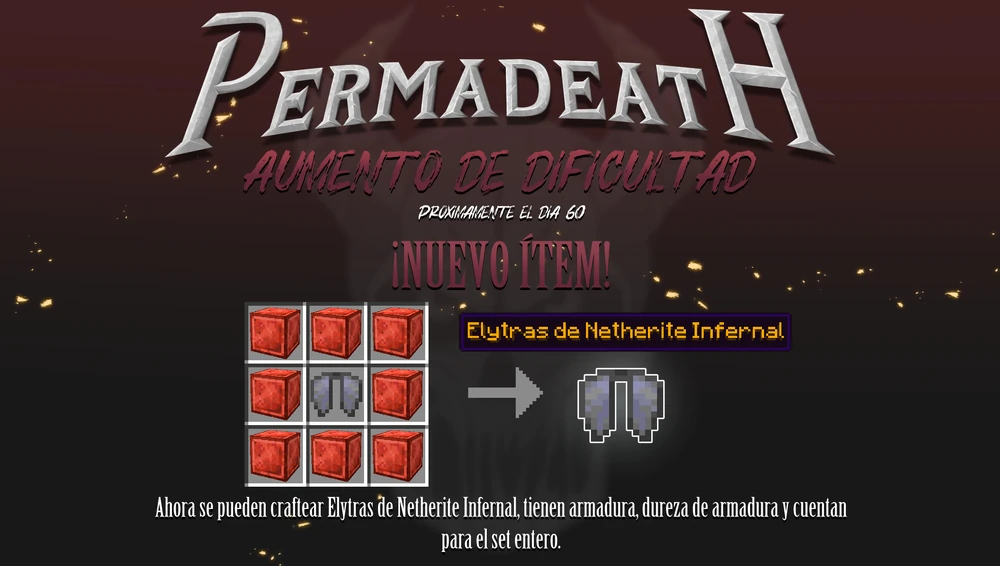 PERMADEATH
AUMENTO DE DIFICULTAD
PROXIMAMENTE EL DIA 60
¡NUEVO ÍTEM!
Elytras de Netherite Infernal
Ahora se pueden craftear Elytras de Netherite Infernal, tienen armadura, dureza de armadura y cuentan
para el set entero.